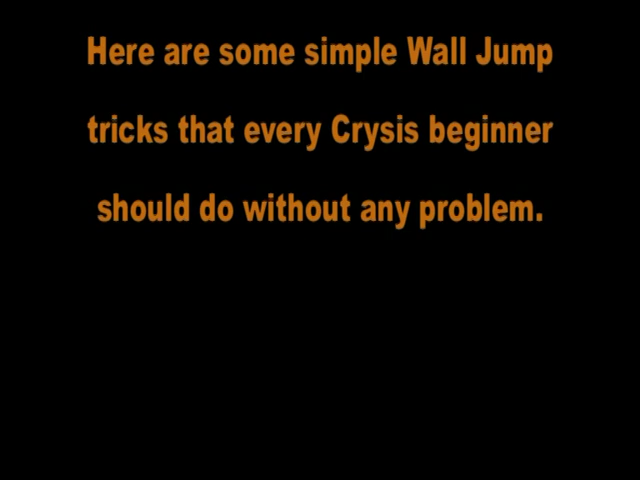 Here are some simple Wall Jump
tricks that every Crysis beginner
should do without any problem.